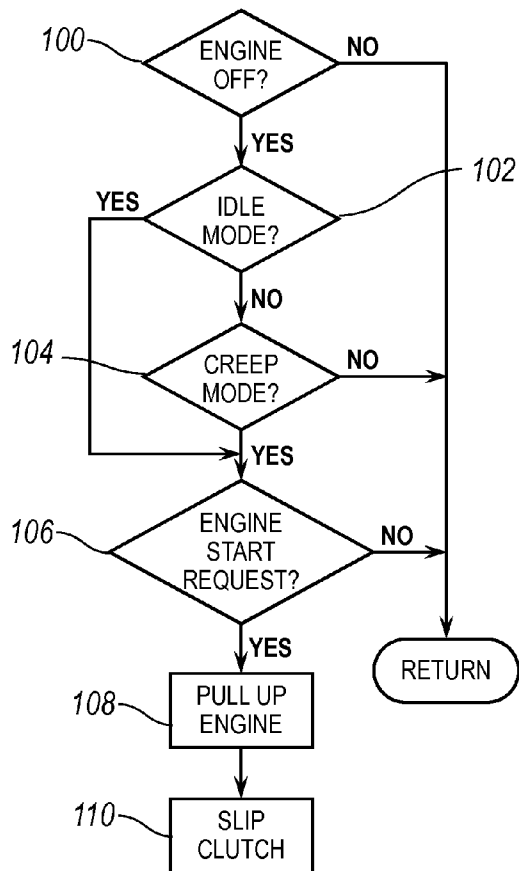 100
ENGINE
OFF?
NO
YES
102
YES
IDLE
MODE?
NO
104
CREEP
MODE?
NO
YES
106
ENGINE
START
REQUEST?
NO
YES
RETURN
108
PULL UP
ENGINE
110
SLIP
CLUTCH